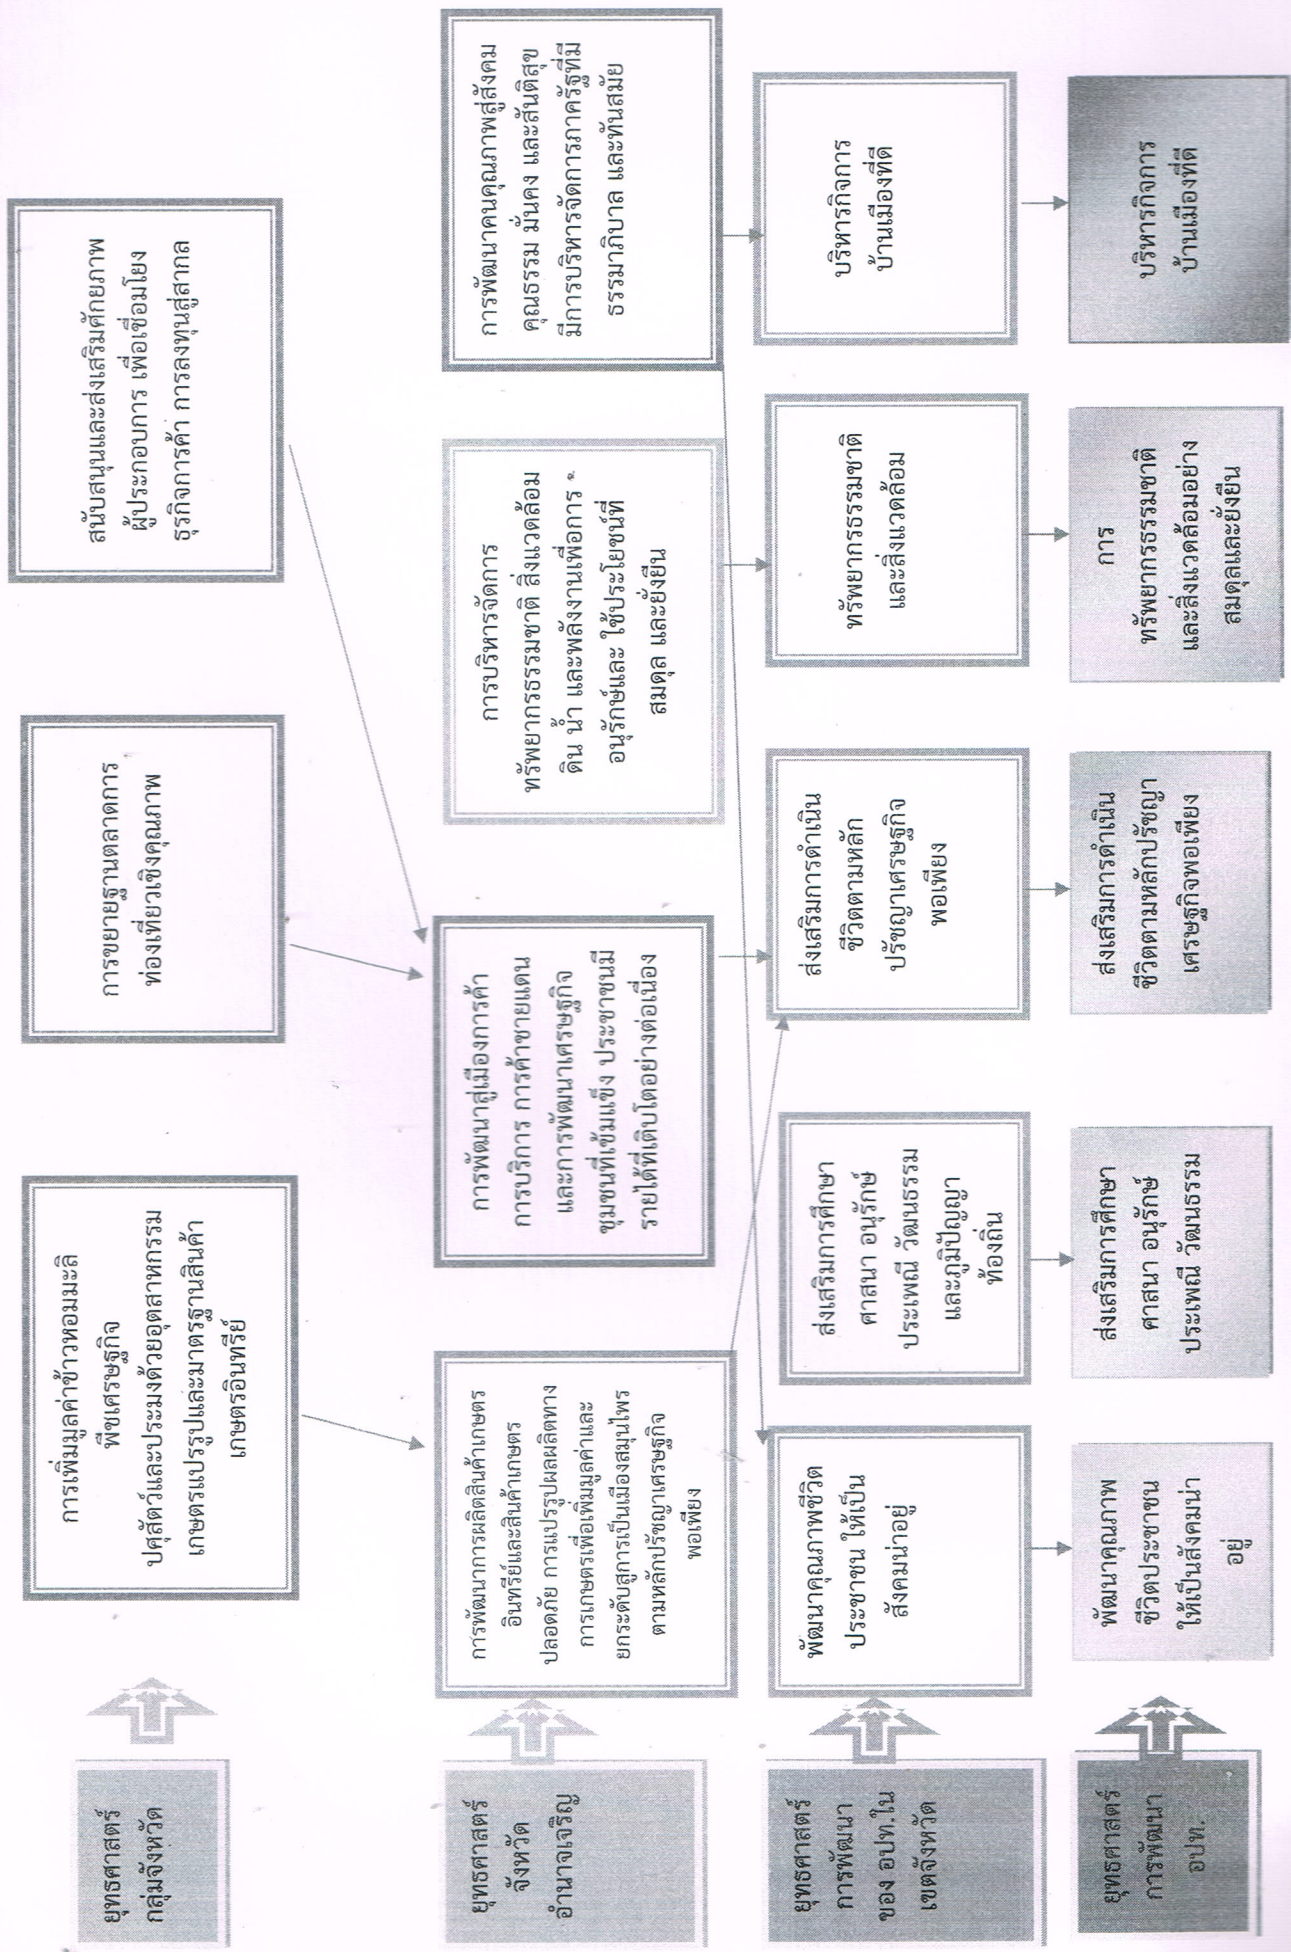 ยุทธศาสตร์
กลุ่มจังหวัด
การเพิ่มมูลค่าข้าวหอมมะลิ
พืชเศรษฐกิจ
ปศุสัตว์และประมงด้วยอุตสาหกรรม
เกษตรแปรรูปและมาตรฐานสินค้า
เกษตรอินทรีย์
การขยายฐานตลาดการ
ท่องเที่ยวเชิงคุณภาพ
สนับสนุนและส่งเสริมศักยภาพ
ผู้ประกอบการ เพื่อเชื่อมโยง
ธุรกิจการค้า การลงทุนสู่สากล
ยุทธศาสตร์
จังหวัด
อำนาจเจริญ
การพัฒนาการผลิตสินค้าเกษตร
อินทรีย์และสินค้าเกษตร
ปลอดภัย การแปรรูปผลผลิตทาง
การเกษตรเพื่อเพิ่มมูลค่าและ
ยกระดับสู่การเป็นเมืองสมุนไพร
ตามหลักปรัชญาเศรษฐกิจ
พอเพียง
การพัฒนาสู่เมืองการค้า
การบริการ การค้าชายแดน
และการพัฒนาเศรษฐกิจ
ชุมชนที่เข้มแข็ง ประชาชนมี
รายได้ที่เติบโตอย่างต่อเนื่อง
การบริหารจัดการ
ทรัพยากรธรรมชาติ สิ่งแวดล้อม
ดิน น้ำ และพลังงานเพื่อการ
อนุรักษ์และ ใช้ประโยชน์ที่
สมดุล และยั่งยืน
การพัฒนาคนคุณภาพสู่สังคม
คุณธรรม มั่นคง และสันติสุข
มีการบริหารจัดการภาครัฐที่มี
ธรรมาภิบาล และทันสมัย
ยุทธศาสตร์
การพัฒนา
ของ อปท.ใน
เขตจังหวัด
พัฒนาคุณภาพชีวิต
ประชาชน ให้เป็น
สังคมน่าอยู่
ส่งเสริมการศึกษา
ศาสนา อนุรักษ์
ประเพณี วัฒนธรรม
และภูมิปัญญา
ท้องถิ่น
ส่งเสริมการดำเนิน
ชีวิตตามหลัก
ปรัชญาเศรษฐกิจ
พอเพียง
ทรัพยากรธรรมชาติ
และสิ่งแวดล้อม
บริหารกิจการ
บ้านเมืองที่ดี
ยุทธศาสตร์
การพัฒนา
อปท.
พัฒนาคุณภาพ
ชีวิตประชาชน
ให้เป็นสังคมน่า
อยู่
ส่งเสริมการศึกษา
ศาสนา อนุรักษ์
ประเพณี วัฒนธรรม
ส่งเสริมการดำเนิน
ชีวิตตามหลักปรัชญา
เศรษฐกิจพอเพียง
การ
ทรัพยากรธรรมชาติ
และสิ่งแวดล้อมอย่าง
สมดุลและยั่งยืน
บริหารกิจการ
บ้านเมืองที่ดี